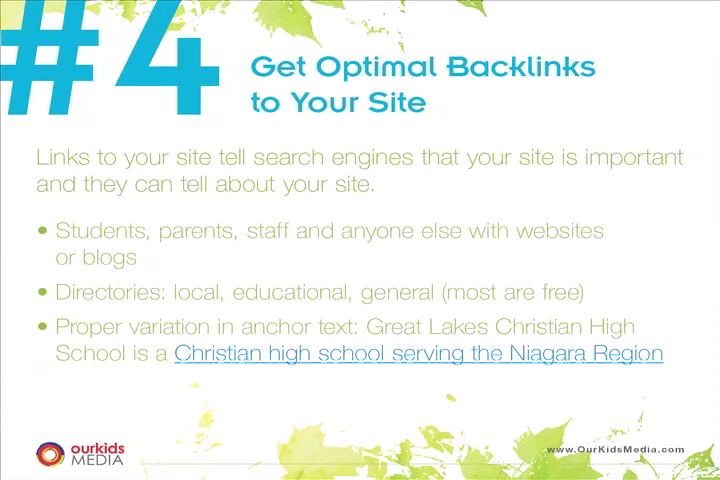 #4
Get Optimal Backlinks
to Your Site
Links to your site tell search engines that your site is important
and they can tell about your site.
• Students, parents, staff and anyone else with websites
or blogs
• Directories: local, educational, general (most are free)
• Proper variation in anchor text: Great Lakes Christian High
School is a Christian high school serving the Niagara Region
ourkids
MEDIA
www.OurKidsMedia.com